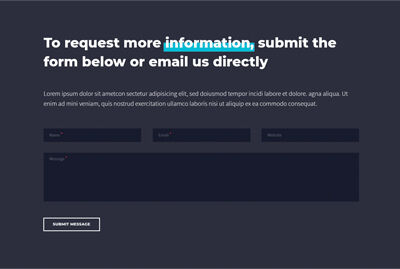 To request more information, submit the
form below or email us directly
Lorem ipsum dolor sit ametcon sectetur adipisicing elit, sed doiusmod tempor incidi labore et dolore magna aliqua. Ut
enim ad mini veniam, quis nostrud exercitation ullamco laboris nisi ut aliquip ex ea commodo consequat.
Name * Email * Website
Message *
SUBMIT MESSAGE